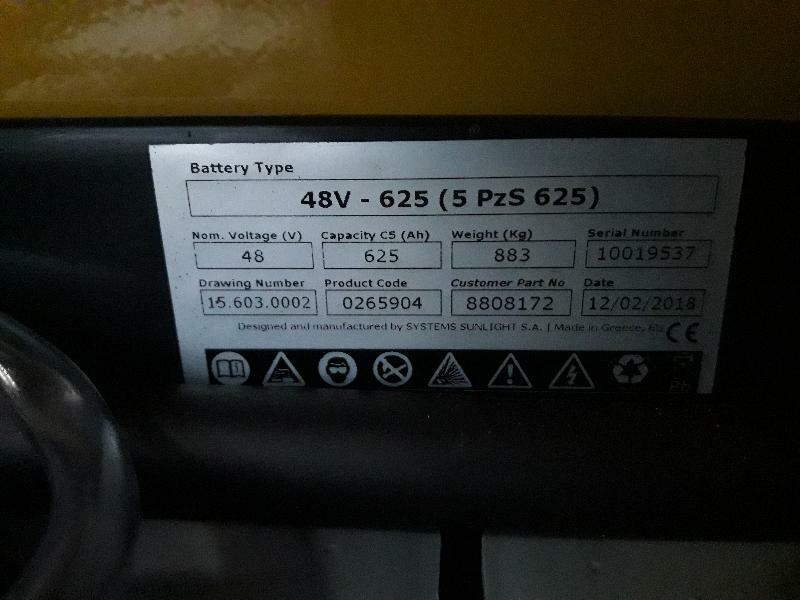 Battery Type
48V - 625 (5 PzS 625)
Nom. Voltage (V) Capacity C5 (Ah) Weight (Kg) Serial Number
48 625 883 10019537
Drawing Number Product Code Customer Part No Date
15.603.0002 0265904 8808172 12/02/2018
Designed and manufactured by SYSTEMS SUNLIGHT S.A. | Made in Greece, EU
CE
Pb